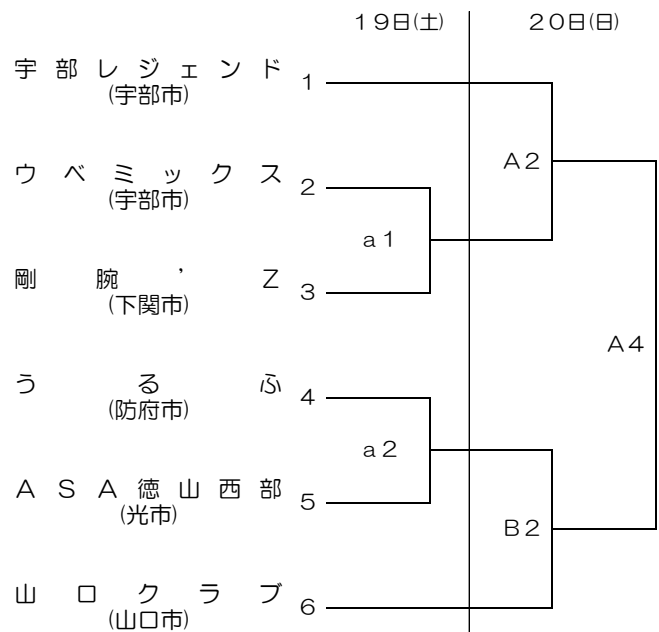 19日(土) 20日(日)
宇部レジェンド 1
(宇部市)
A2
ウベミックス 2
(宇部市)
a1
剛腕’Z 3
(下関市)
A4
うるふ 4
(防府市)
a2
ASA徳山西部 5
(光市)
B2
山口クラブ 6
(山口市)